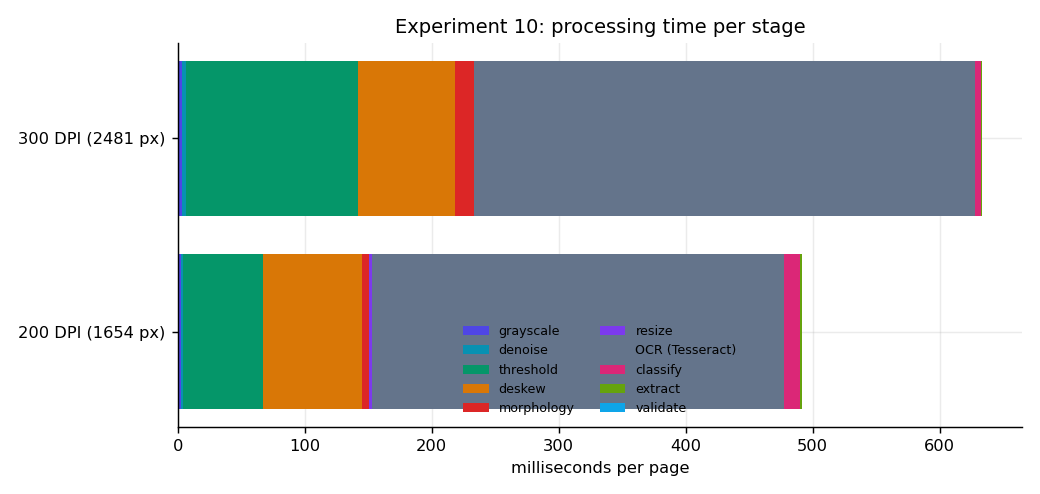 Experiment 10: processing time per stage
300 DPI (2481 px)
200 DPI (1654 px)
grayscale
denoise
threshold
deskew
morphology
resize
OCR (Tesseract)
classify
extract
validate
0 100 200 300 400 500 600
milliseconds per page